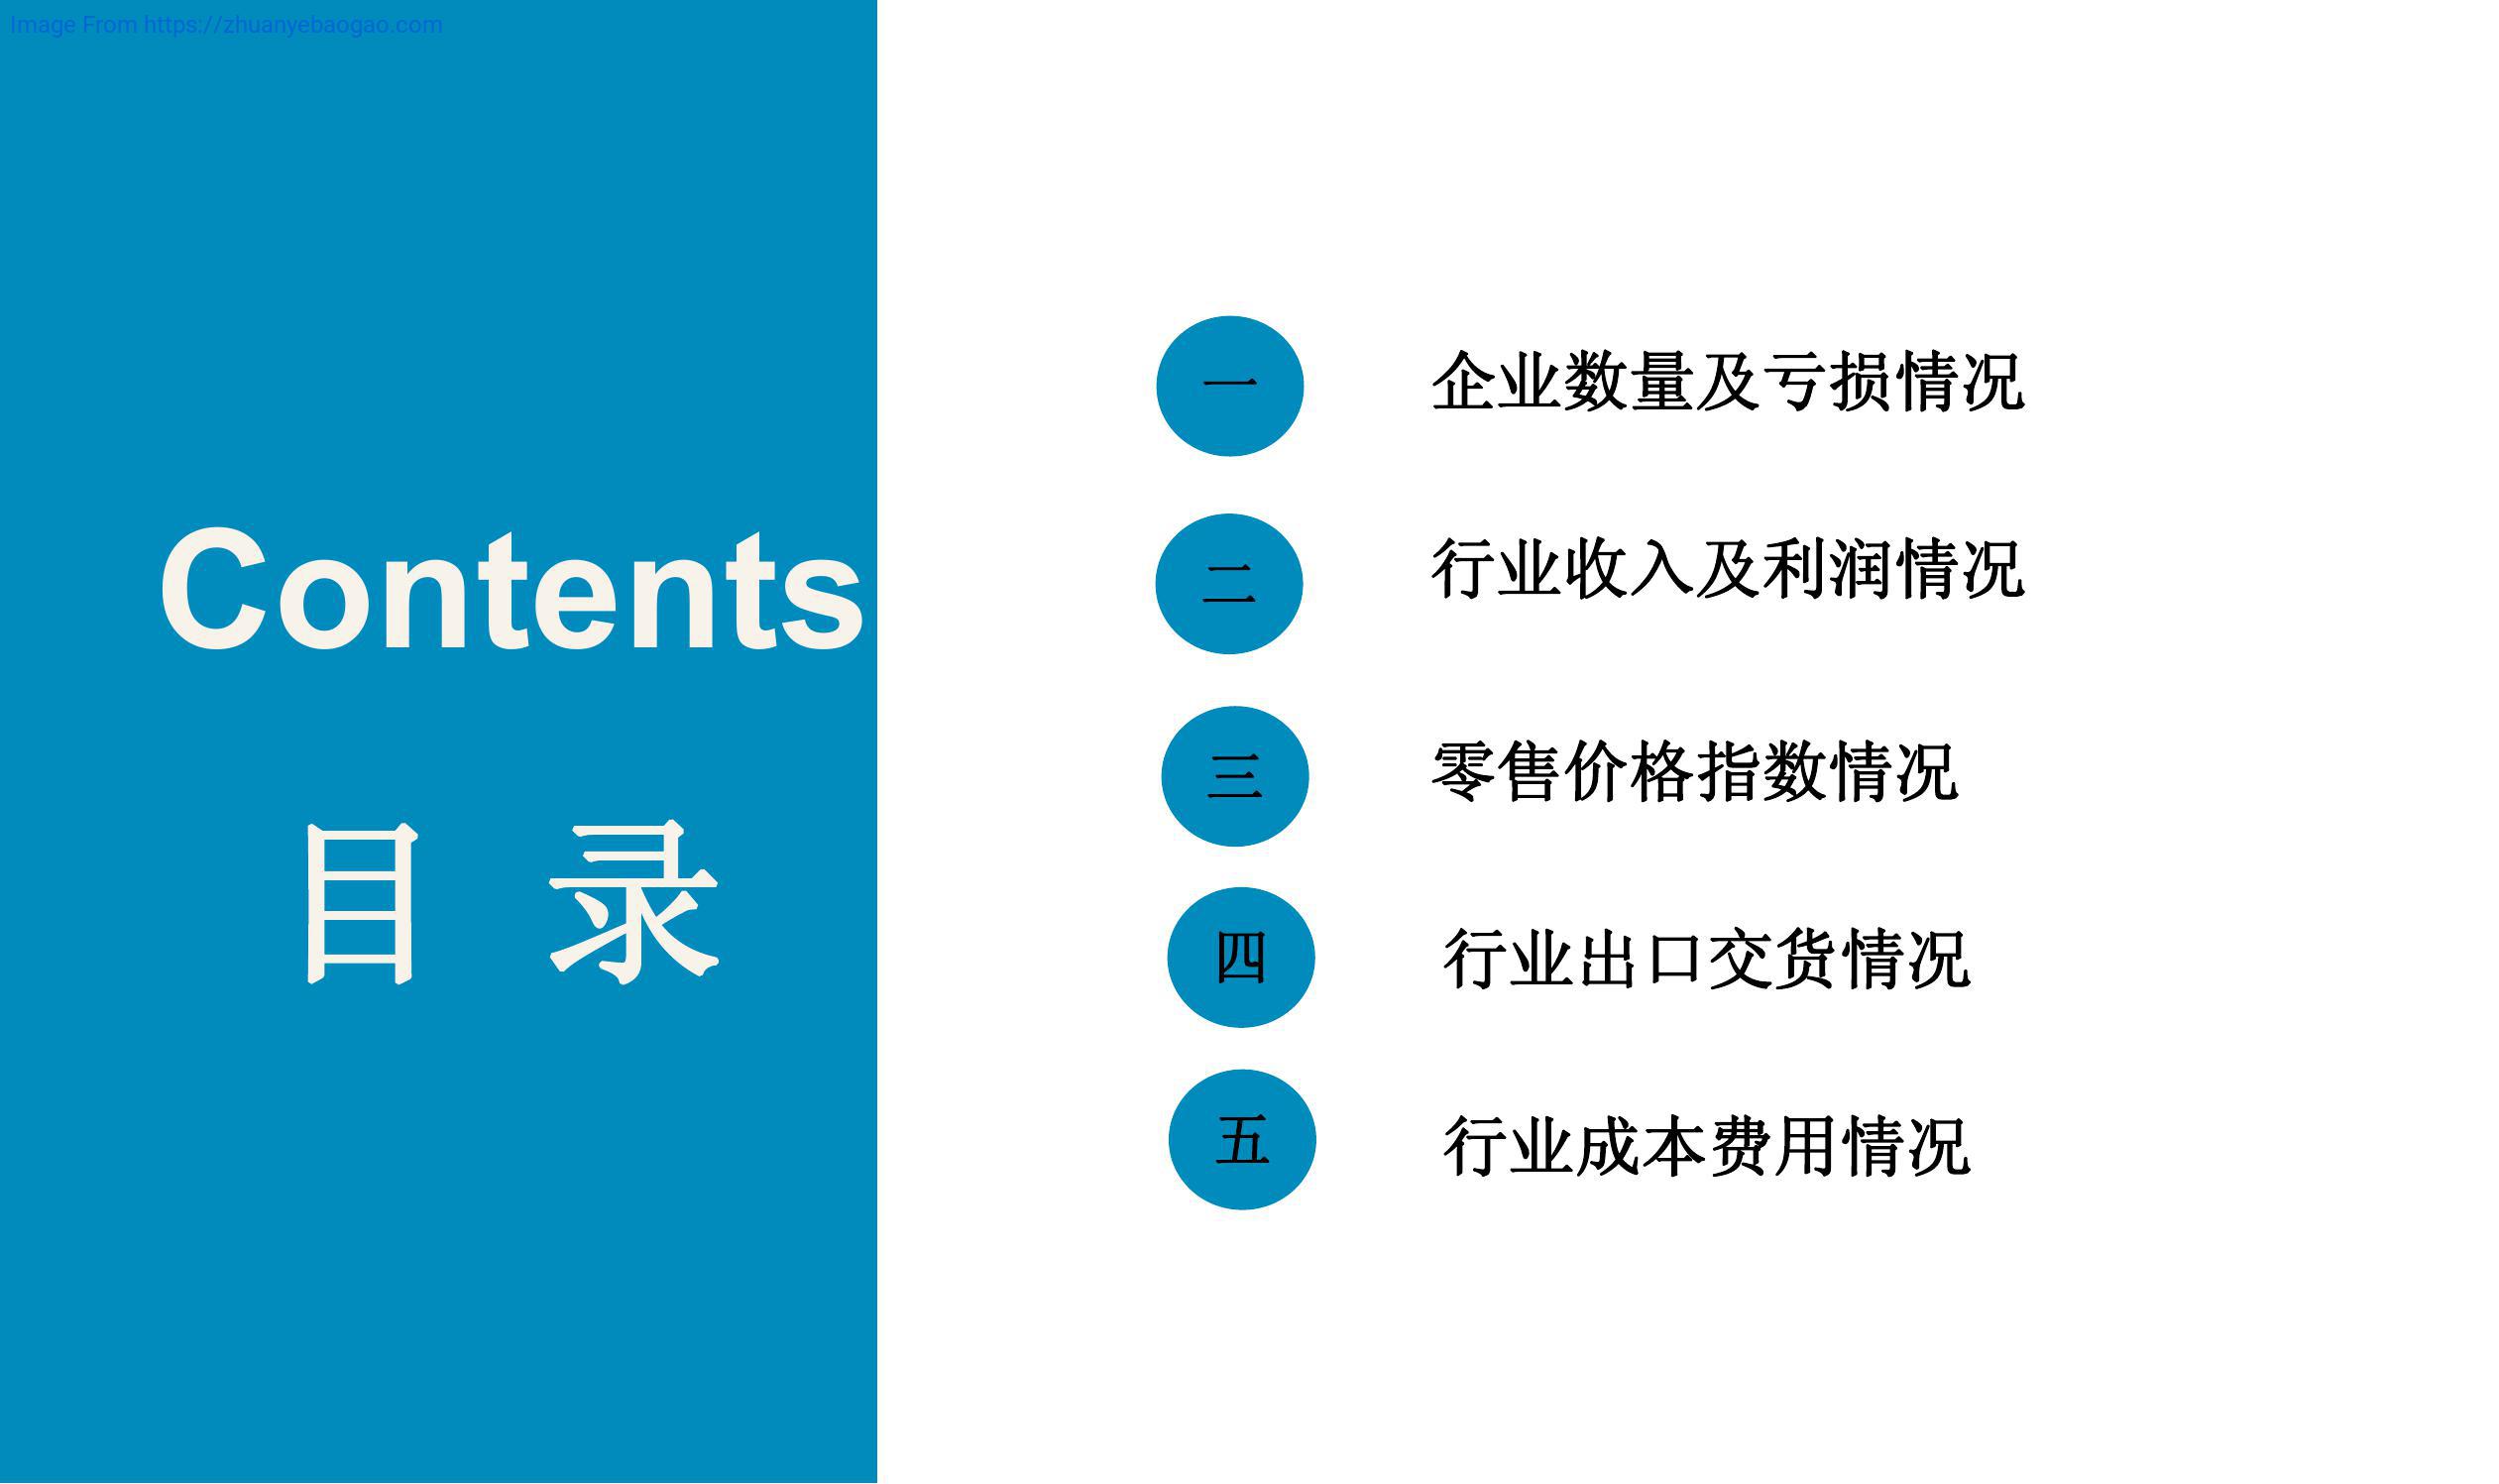 Image From https://zhuanyebaogao.com
Contents
目 录
一 企业数量及亏损情况
二 行业收入及利润情况
三 零售价格指数情况
四 行业出口交货情况
五 行业成本费用情况